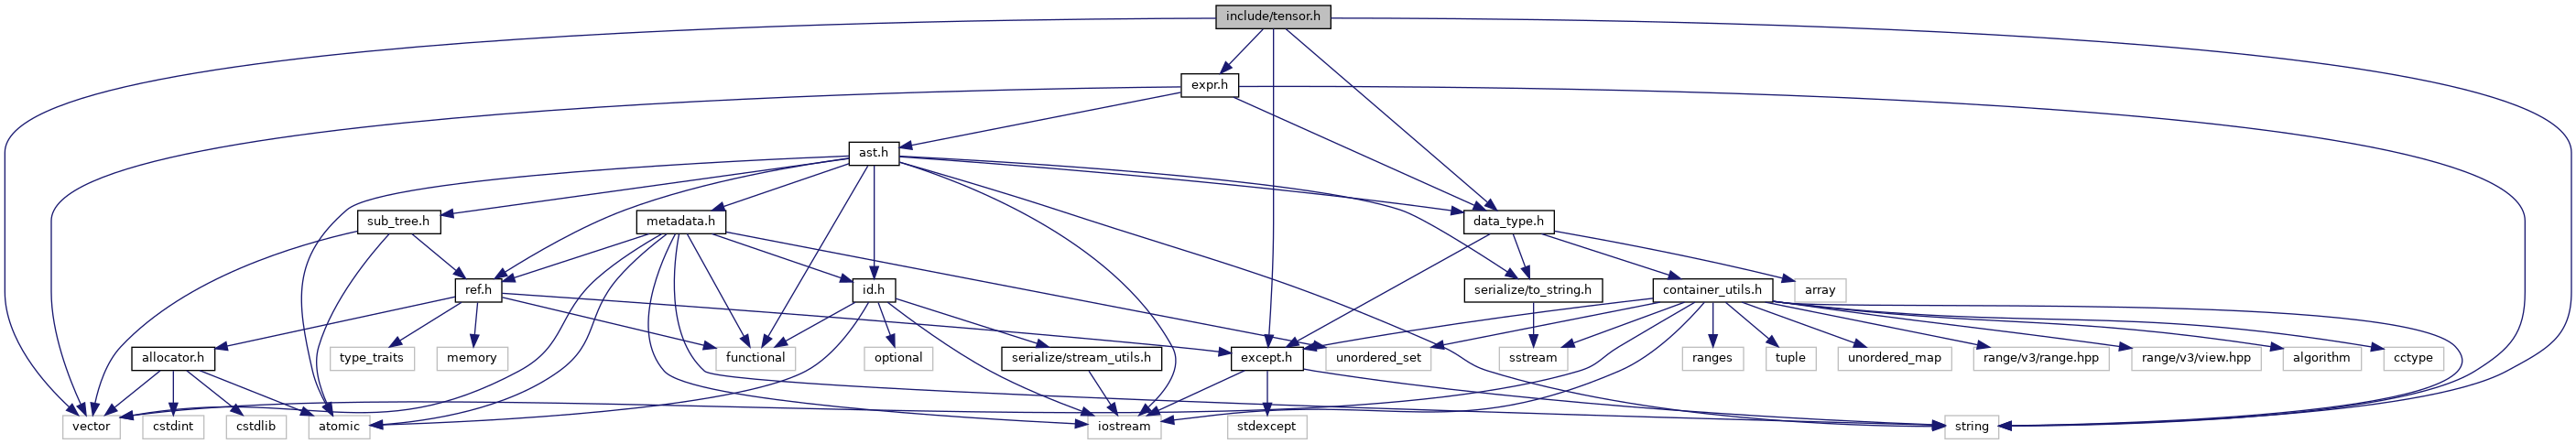 include/tensor.h
expr.h
ast.h
sub_tree.h
metadata.h
data_type.h
ref.h
id.h
serialize/to_string.h
container_utils.h
array
allocator.h
type_traits
memory
functional
optional
serialize/stream_utils.h
except.h
unordered_set
sstream
ranges
tuple
unordered_map
range/v3/range.hpp
range/v3/view.hpp
algorithm
cctype
vector
cstdint
cstdlib
atomic
iostream
stdexcept
string